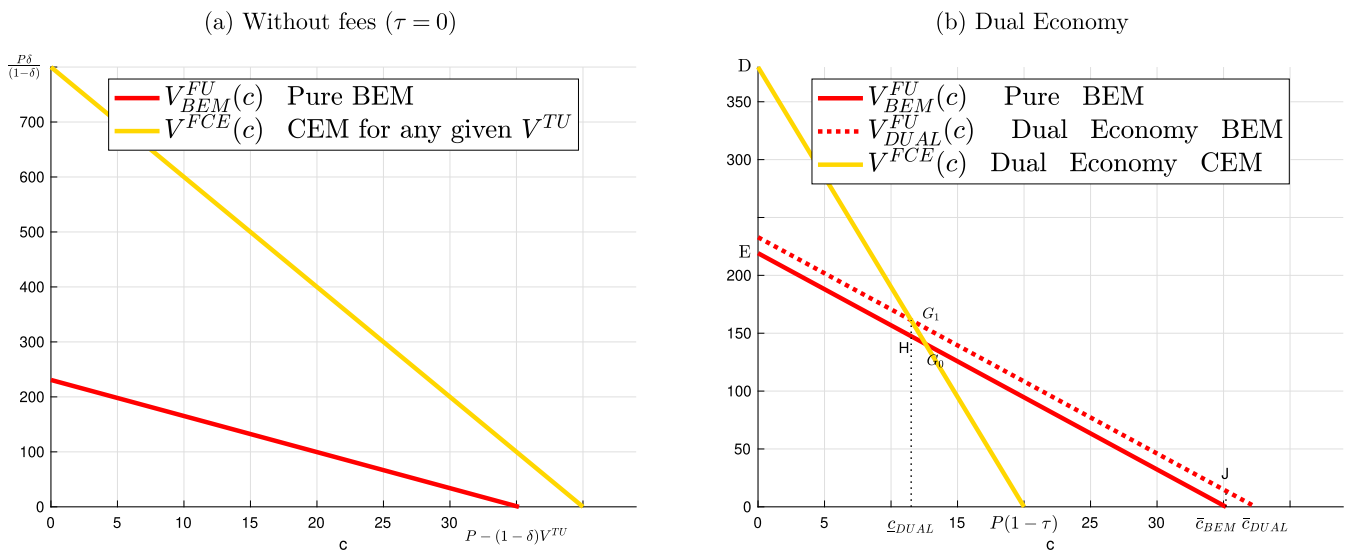 (a) Without fees (τ = 0)
Pδ/(1−δ)
V^{FU}_{BEM}(c) Pure BEM
V^{FCE}(c) CEM for any given V^{TU}
700
600
500
400
300
200
100
0
0 5 10 15 20 25 30
P − (1 − δ)V^{TU}
c
(b) Dual Economy
D
V^{FU}_{BEM}(c) Pure BEM
V^{FU}_{DUAL}(c) Dual Economy BEM
V^{FCE}(c) Dual Economy CEM
350
300
E
200
150
100
50
0
G₁
H
G₀
J
0 5 c̲_{DUAL} 15 P(1 − τ) 25 30 c̅_{BEM} c̅_{DUAL}
c